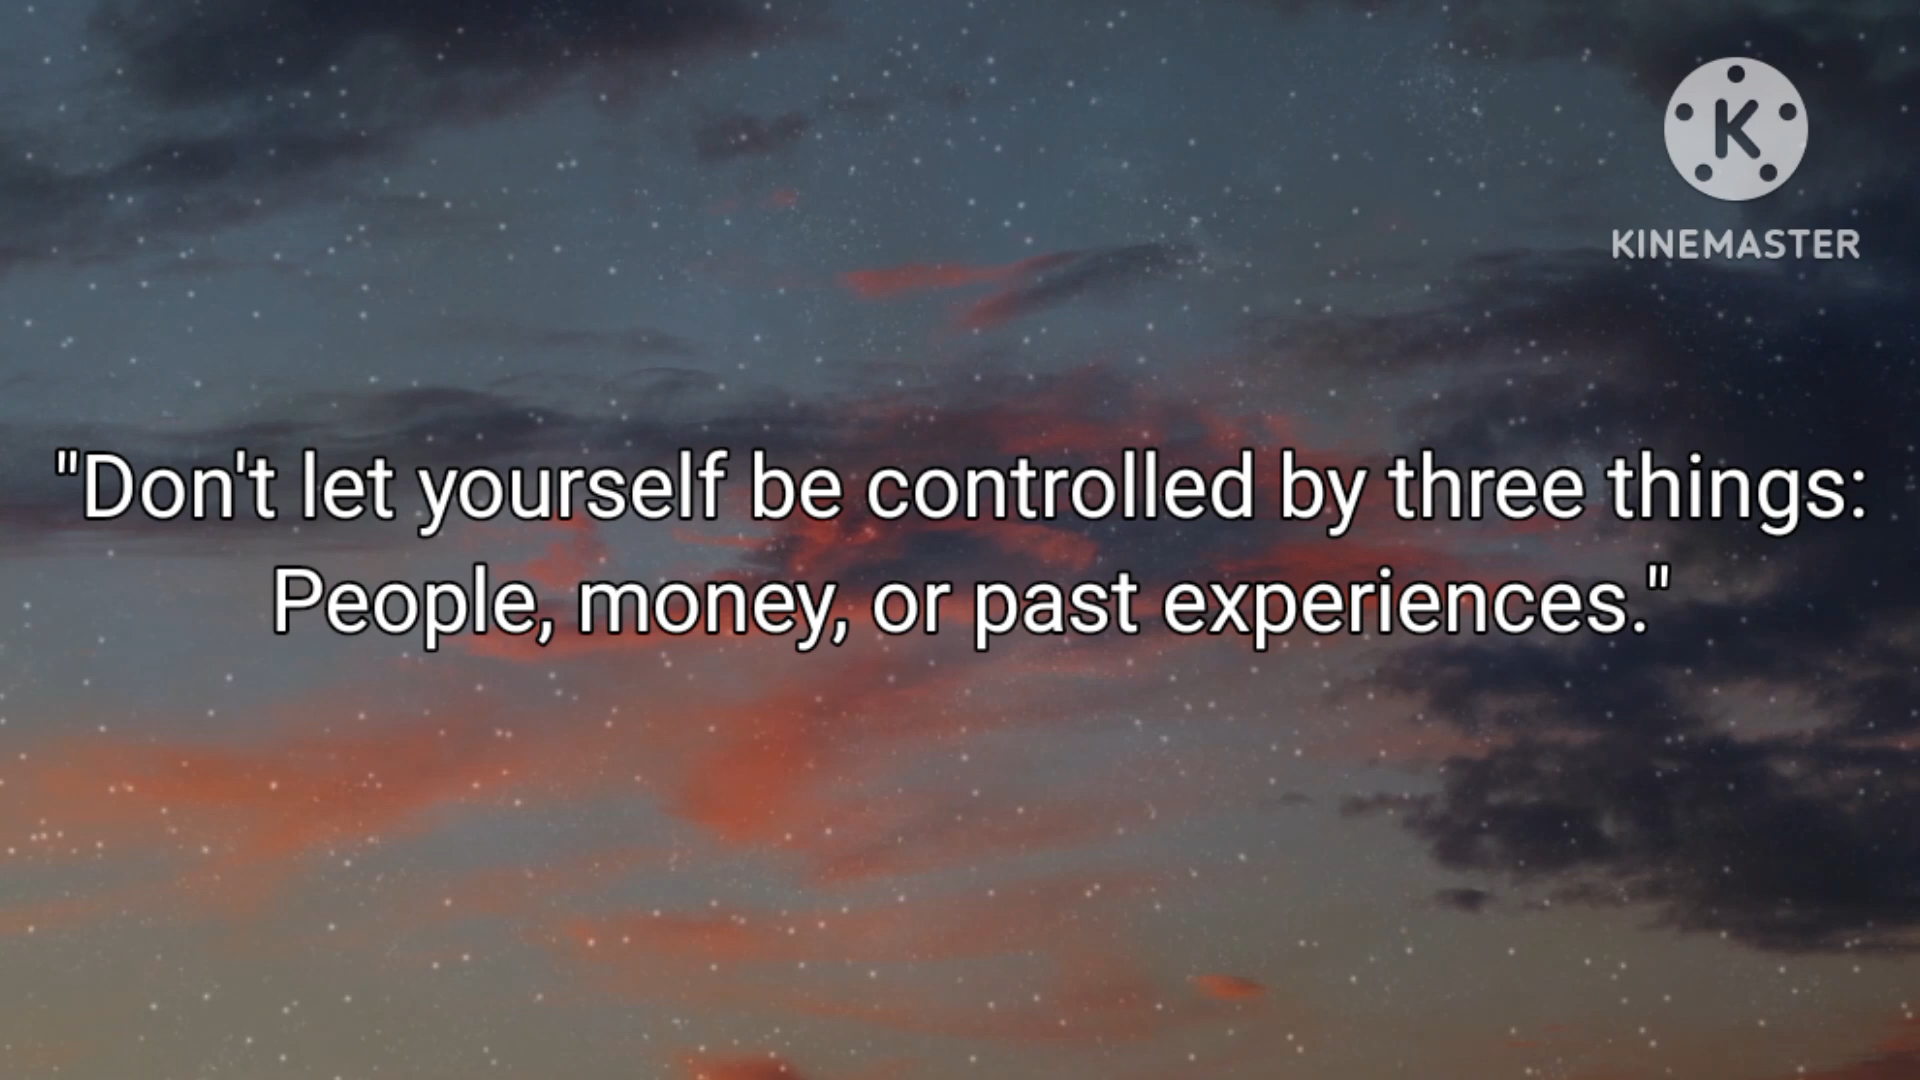 K
KINEMASTER
"Don't let yourself be controlled by three things:
People, money, or past experiences."